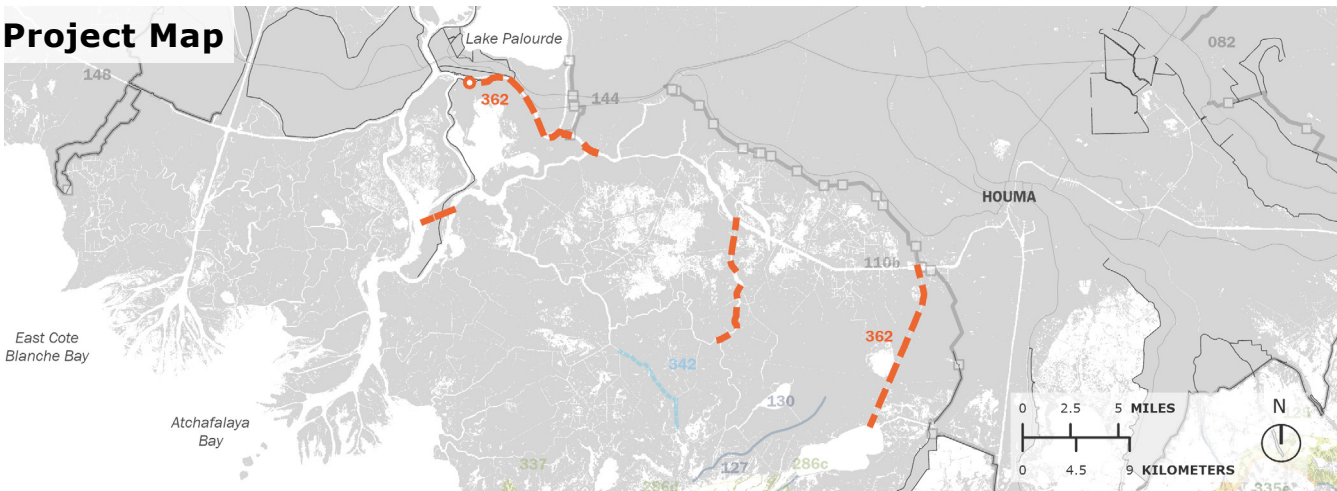 Project Map
Lake Palourde
082
148
362
144
HOUMA
110b
East Cote
Blanche Bay
362
342
130
Atchafalaya
Bay
0 2.5 5 MILES
N
337
127
286c
0 4.5 9 KILOMETERS